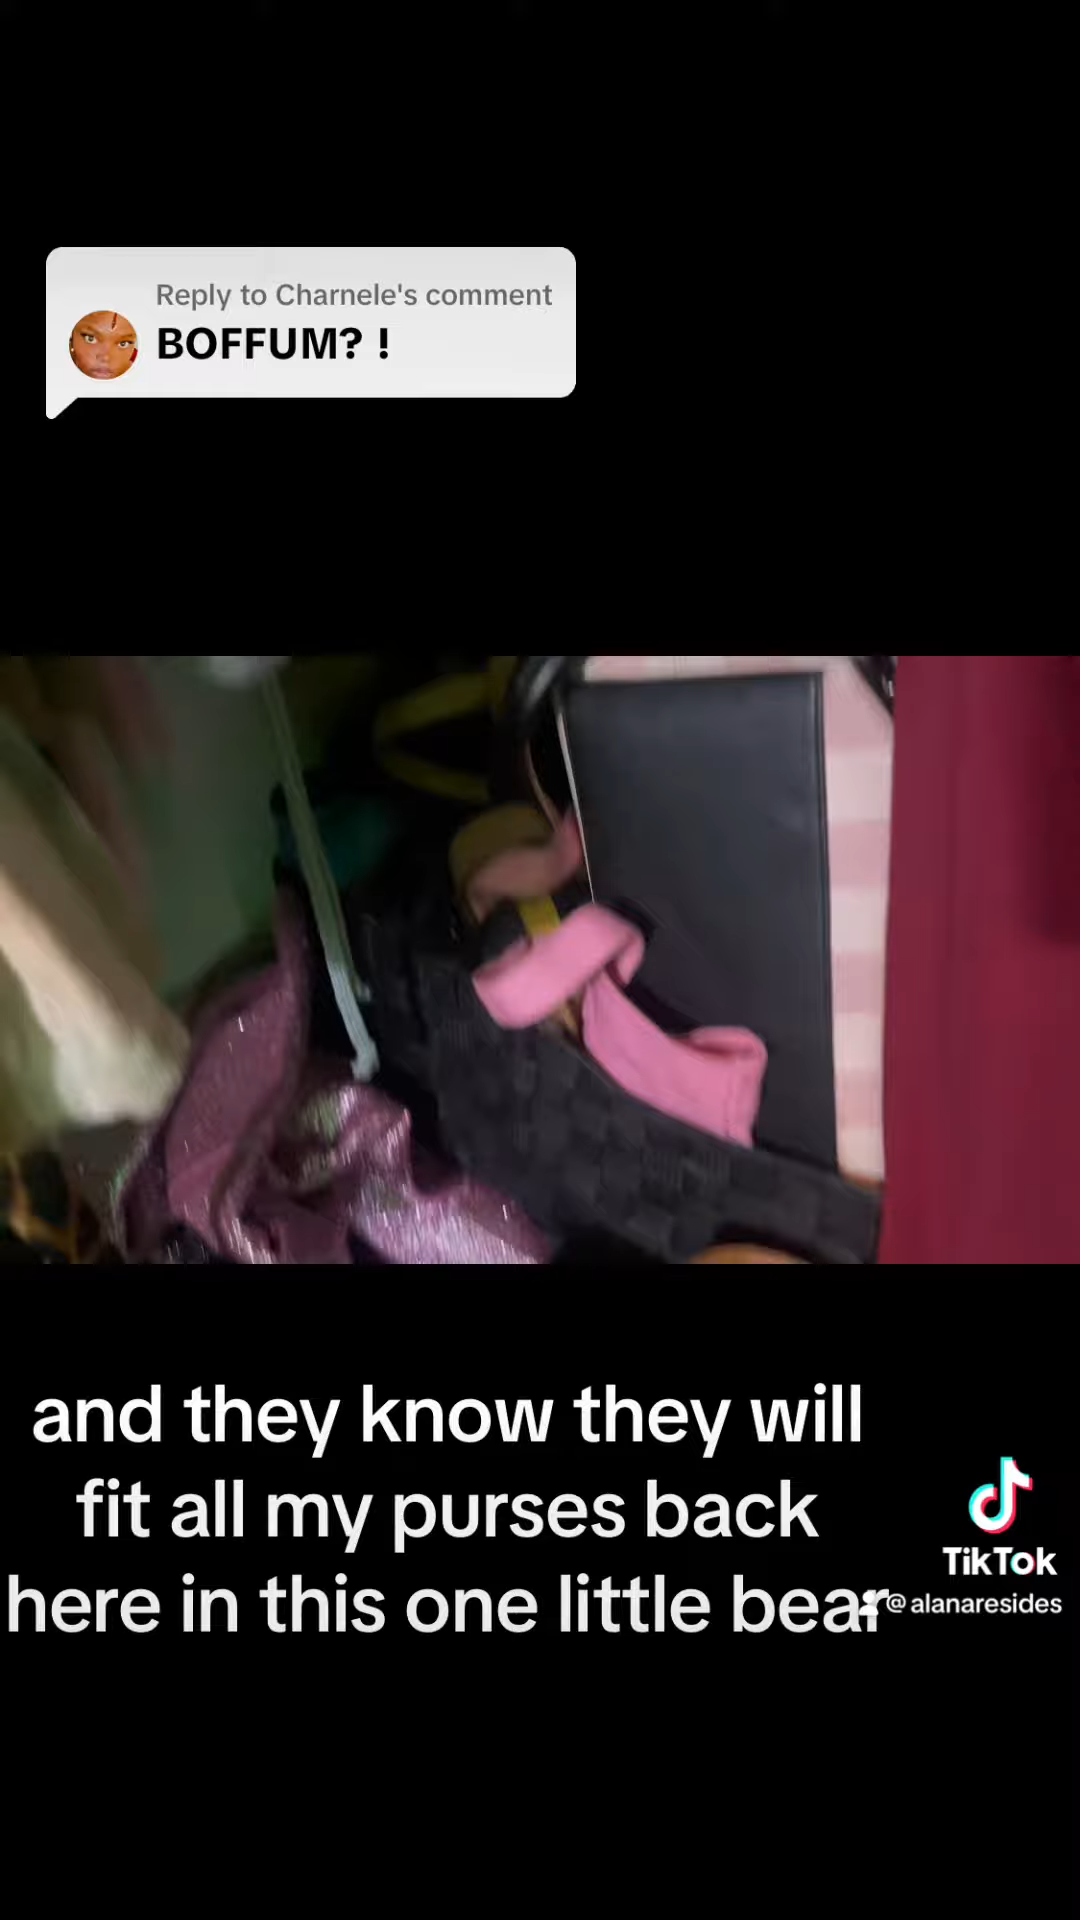 Reply to Charnele's comment
BOFFUM? !
and they know they will
fit all my purses back
here in this one little bear
TikTok
@alanaresides